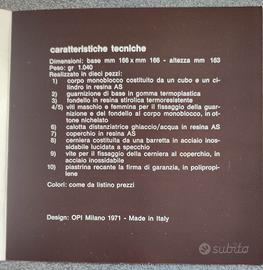 caratteristiche tecniche
Dimensioni: base mm 166 x mm 166 - altezza mm 163
Peso: gr 1.040
Realizzato in dieci pezzi:
1) corpo monoblocco costituito da un cubo e un ci-
lindro in resina AS
2) guarnizione di base in gomma termoplastica
3) fondello in resina stirolica termoresistente
4/5) viti maschio e femmina per il fissaggio della guar-
del fondello al corpo monoblocco, in ot-
tone nichelato
6) calotta distanziatrice ghiaccio/acqua in resina AS
7) coperchio in resina AS
8) cerniera costituita da una barretta in acciaio inos-
sidabile lucidata a specchio
9) vite per il fissaggio della cerniera al coperchio, in
acciaio inossidabile
10) piastrina recante la firma di garanzia, in polipropi-
lene
Colori: come da listino prezzi
Design: OPI Milano 1971 - Made in Italy
subito